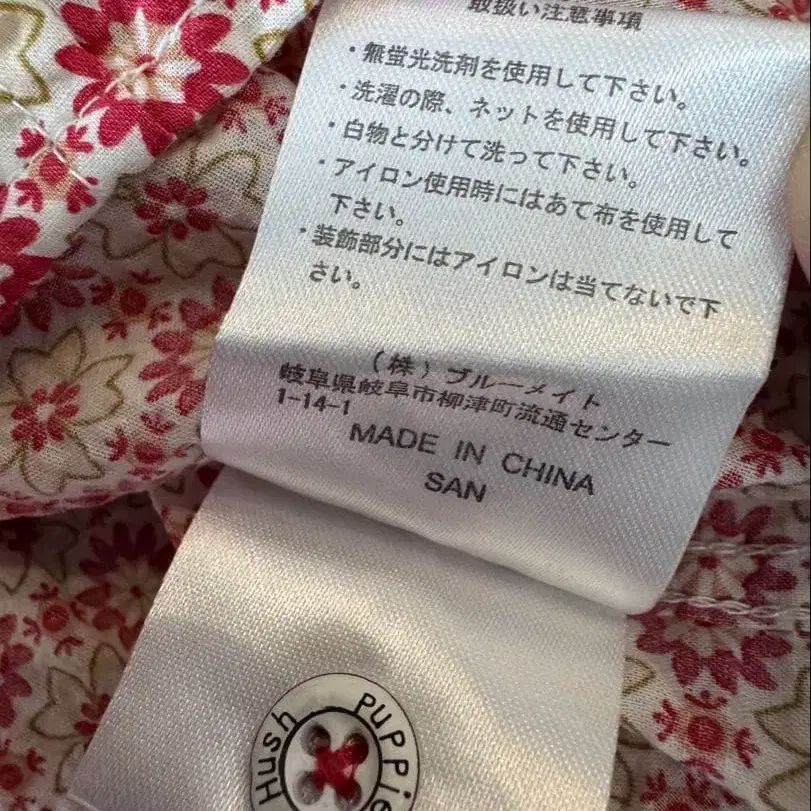 取扱い注意事項
・無蛍光洗剤を使用して下さい。
・洗濯の際、ネットを使用して下さい。
・白物と分けて洗って下さい。
・アイロン使用時にはあて布を使用して
下さい。
・装飾部分にはアイロンは当てないで下
さい。
(株)ブルーメイト
岐阜県岐阜市柳津町流通センター
1-14-1
MADE IN CHINA
SAN
Hush PUPPie